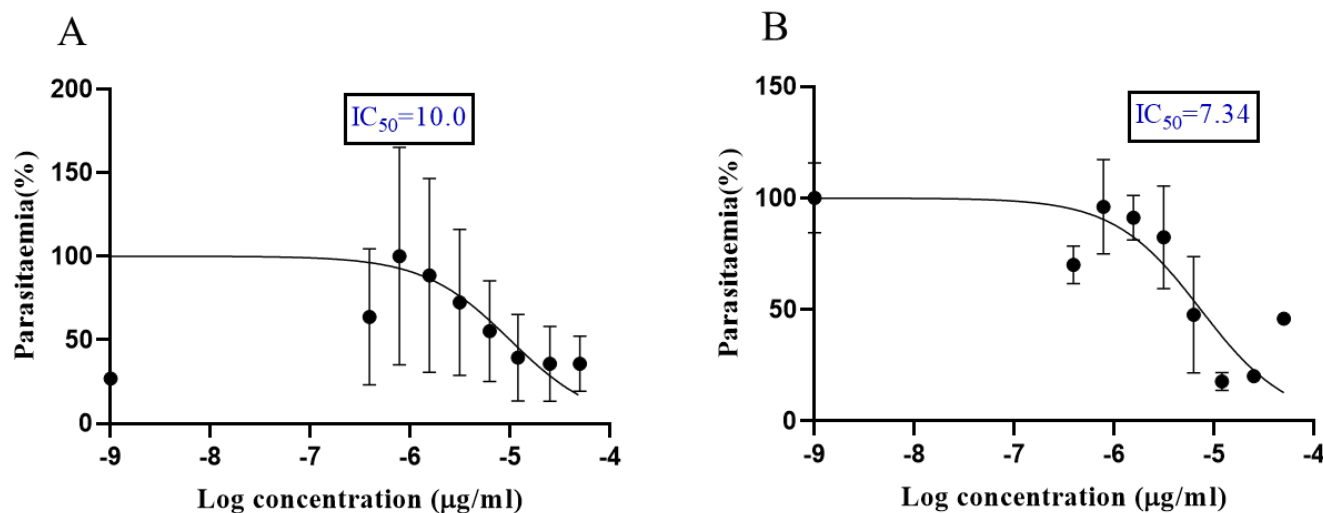 A
IC50=10.0
Parasitaemia(%)
200
150
100
50
0
-9 -8 -7 -6 -5 -4
Log concentration (μg/ml)
B
IC50=7.34
Parasitaemia(%)
150
100
50
0
-9 -8 -7 -6 -5 -4
Log concentration (μg/ml)